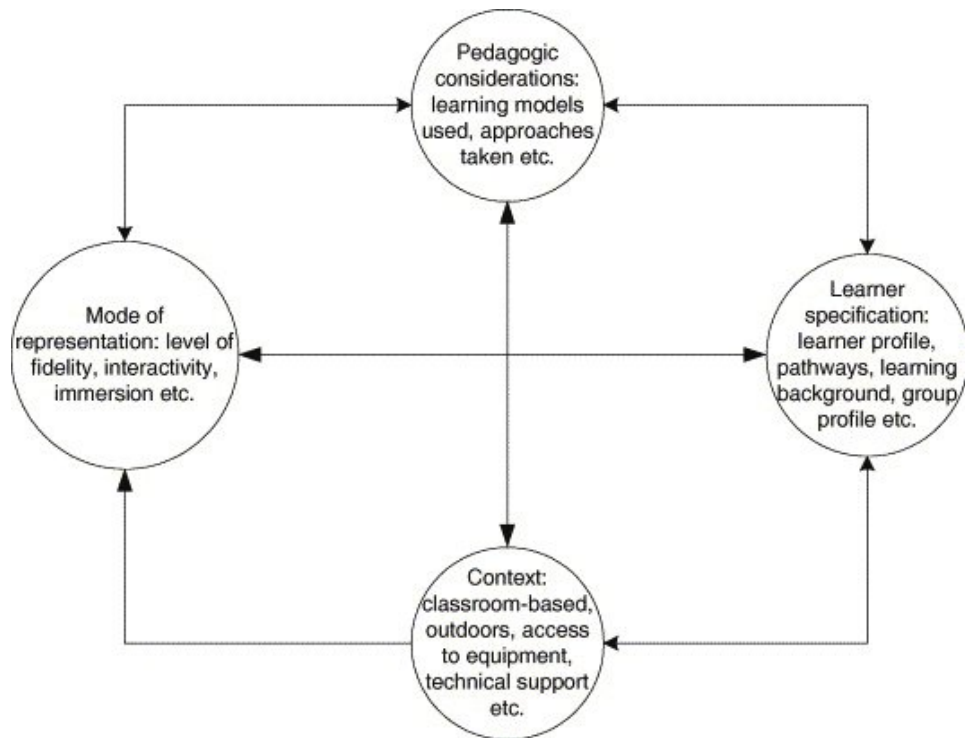 Pedagogic
considerations:
learning models
used, approaches
taken etc.
Mode of
representation: level of
fidelity, interactivity,
immersion etc.
Learner
specification:
learner profile,
pathways, learning
background, group
profile etc.
Context:
classroom-based,
outdoors, access
to equipment,
technical support
etc.